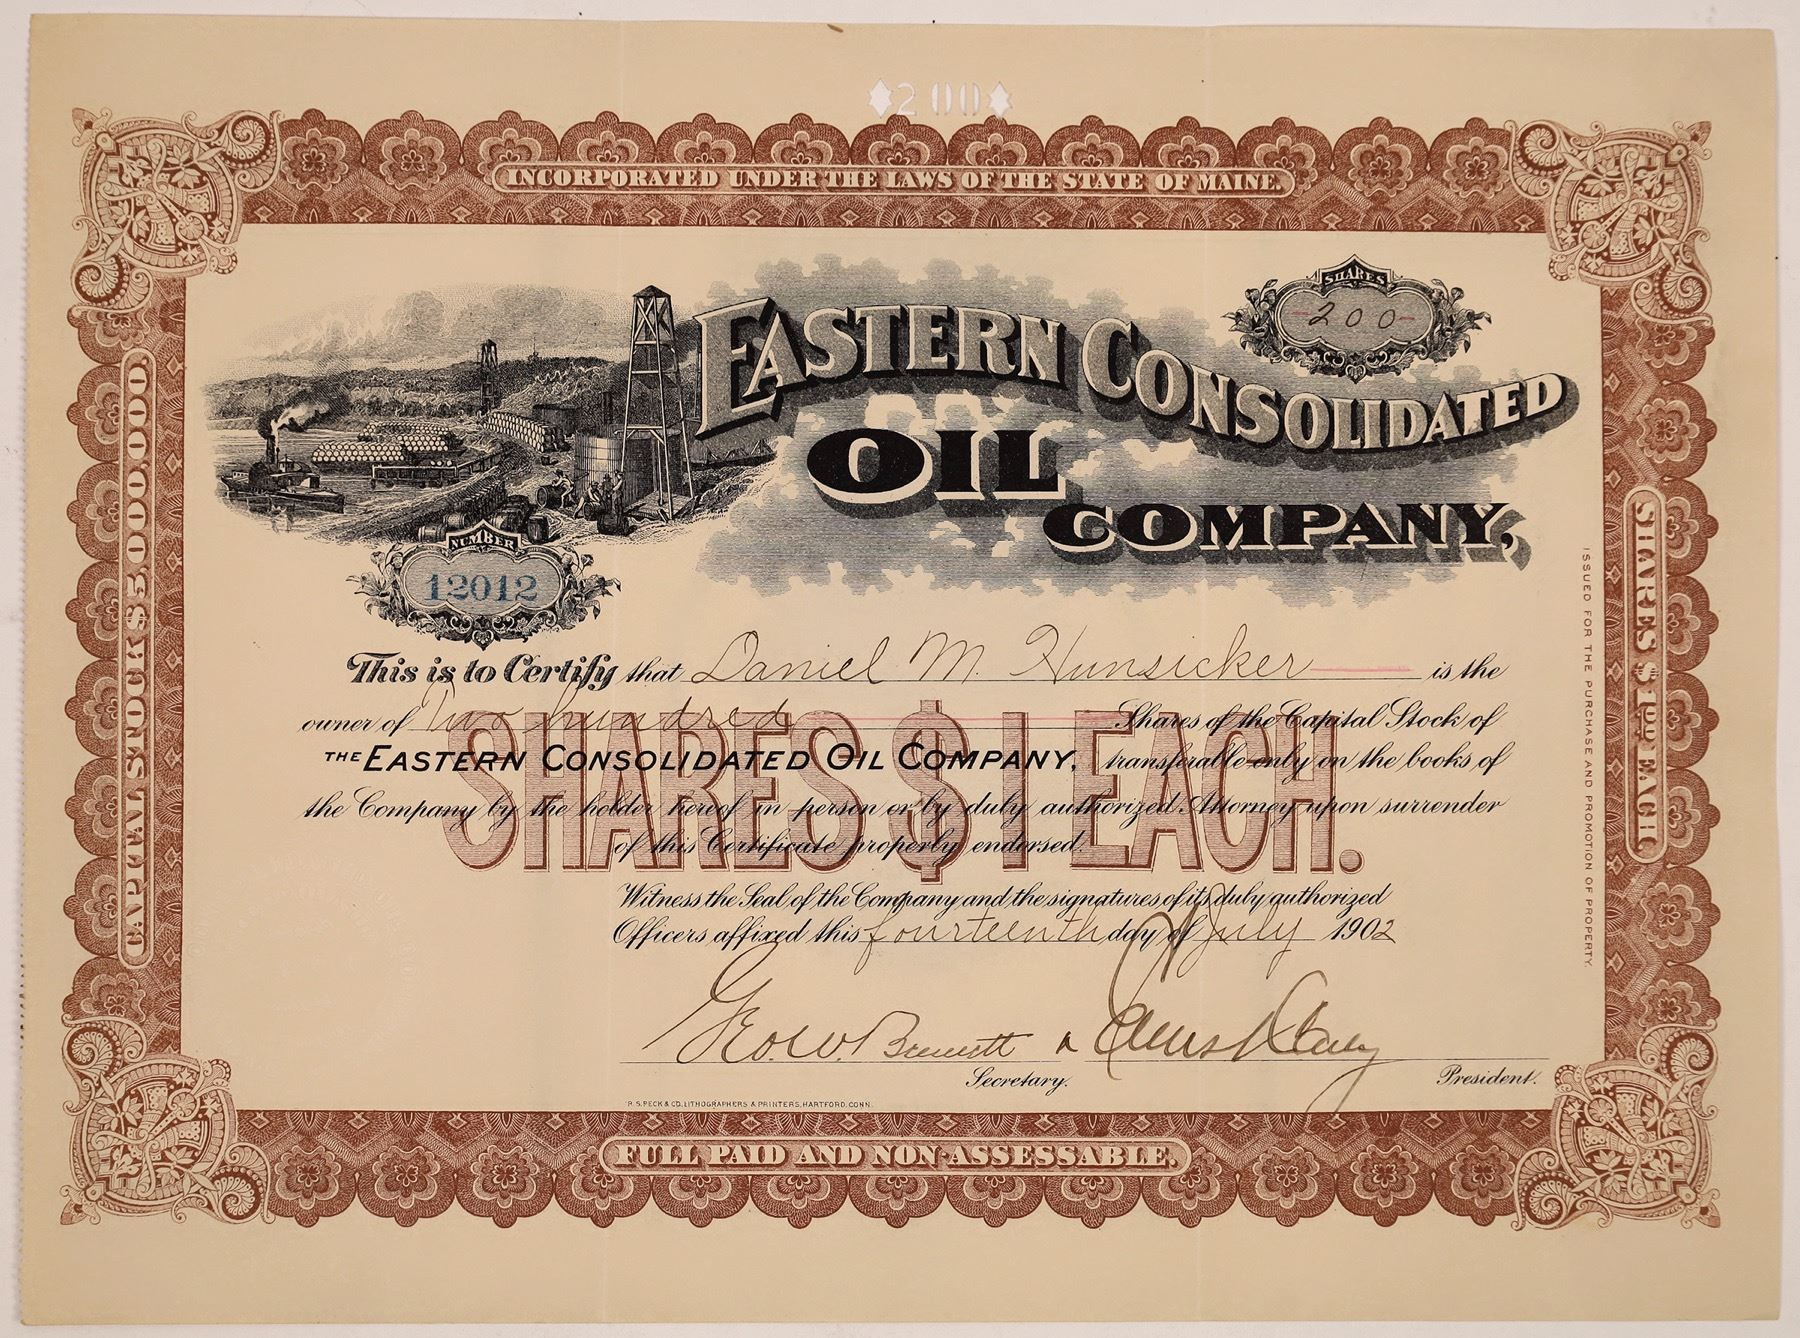 200
INCORPORATED UNDER THE LAWS OF THE STATE OF MAINE.
SHARES
200
EASTERN CONSOLIDATED
OIL
COMPANY,
NUMBER
12012
CAPITAL STOCK $5,000,000
SHARES $1.00 EACH
ISSUED FOR THE PURCHASE AND PROMOTION OF PROPERTY.
This is to Certify that Daniel M. Hunsicker is the
owner of Two hundred Shares of the Capital Stock of
THE EASTERN CONSOLIDATED OIL COMPANY, transferable only on the books of
the Company by the holder hereof in person or by duly authorized Attorney upon surrender
of this Certificate properly endorsed.
SHARES $1 EACH.
Witness the Seal of the Company and the signatures of its duly authorized
Officers affixed this fourteenth day of July 1902
Geo. W.
Secretary.
President.
R. S. PECK & CO. LITHOGRAPHERS & PRINTERS, HARTFORD, CONN.
FULL PAID AND NON-ASSESSABLE.